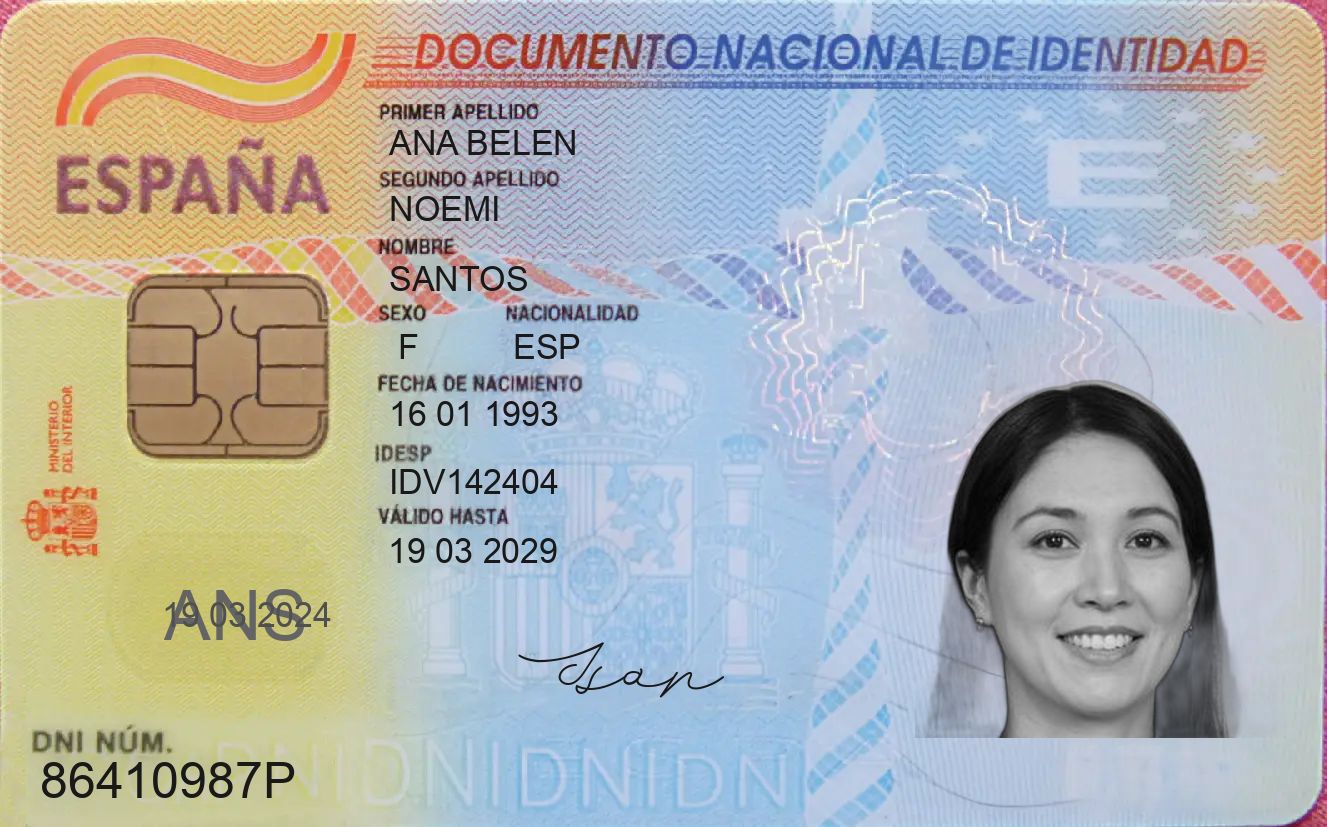 DOCUMENTO NACIONAL DE IDENTIDAD
ESPAÑA
PRIMER APELLIDO
ANA BELEN
SEGUNDO APELLIDO
NOEMI
NOMBRE
SANTOS
SEXO NACIONALIDAD
F ESP
FECHA DE NACIMIENTO
16 01 1993
IDESP
IDV142404
VÁLIDO HASTA
19 03 2029
MINISTERIO
DEL INTERIOR
E
ANS
19 03 2024
DNI NÚM.
86410987P
DNIDNIDNIDNI